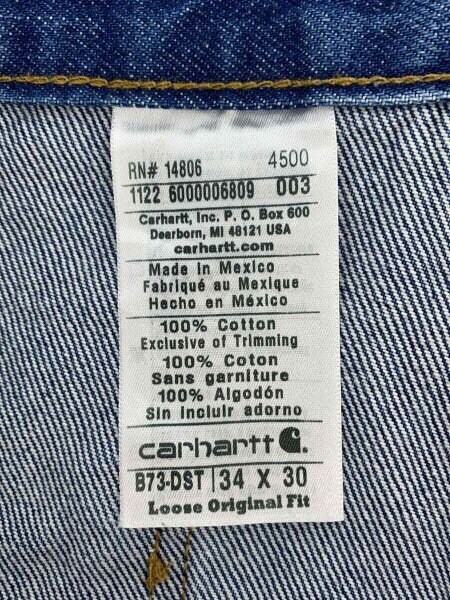 RN# 14806 4500
1122 6000006809 003
Carhartt, Inc. P. O. Box 600
Dearborn, MI 48121 USA
carhartt.com
Made in Mexico
Fabriqué au Mexique
Hecho en México
100% Cotton
Exclusive of Trimming
100% Coton
Sans garniture
100% Algodón
Sin incluir adorno
carhartt
B73-DST 34 X 30
Loose Original Fit